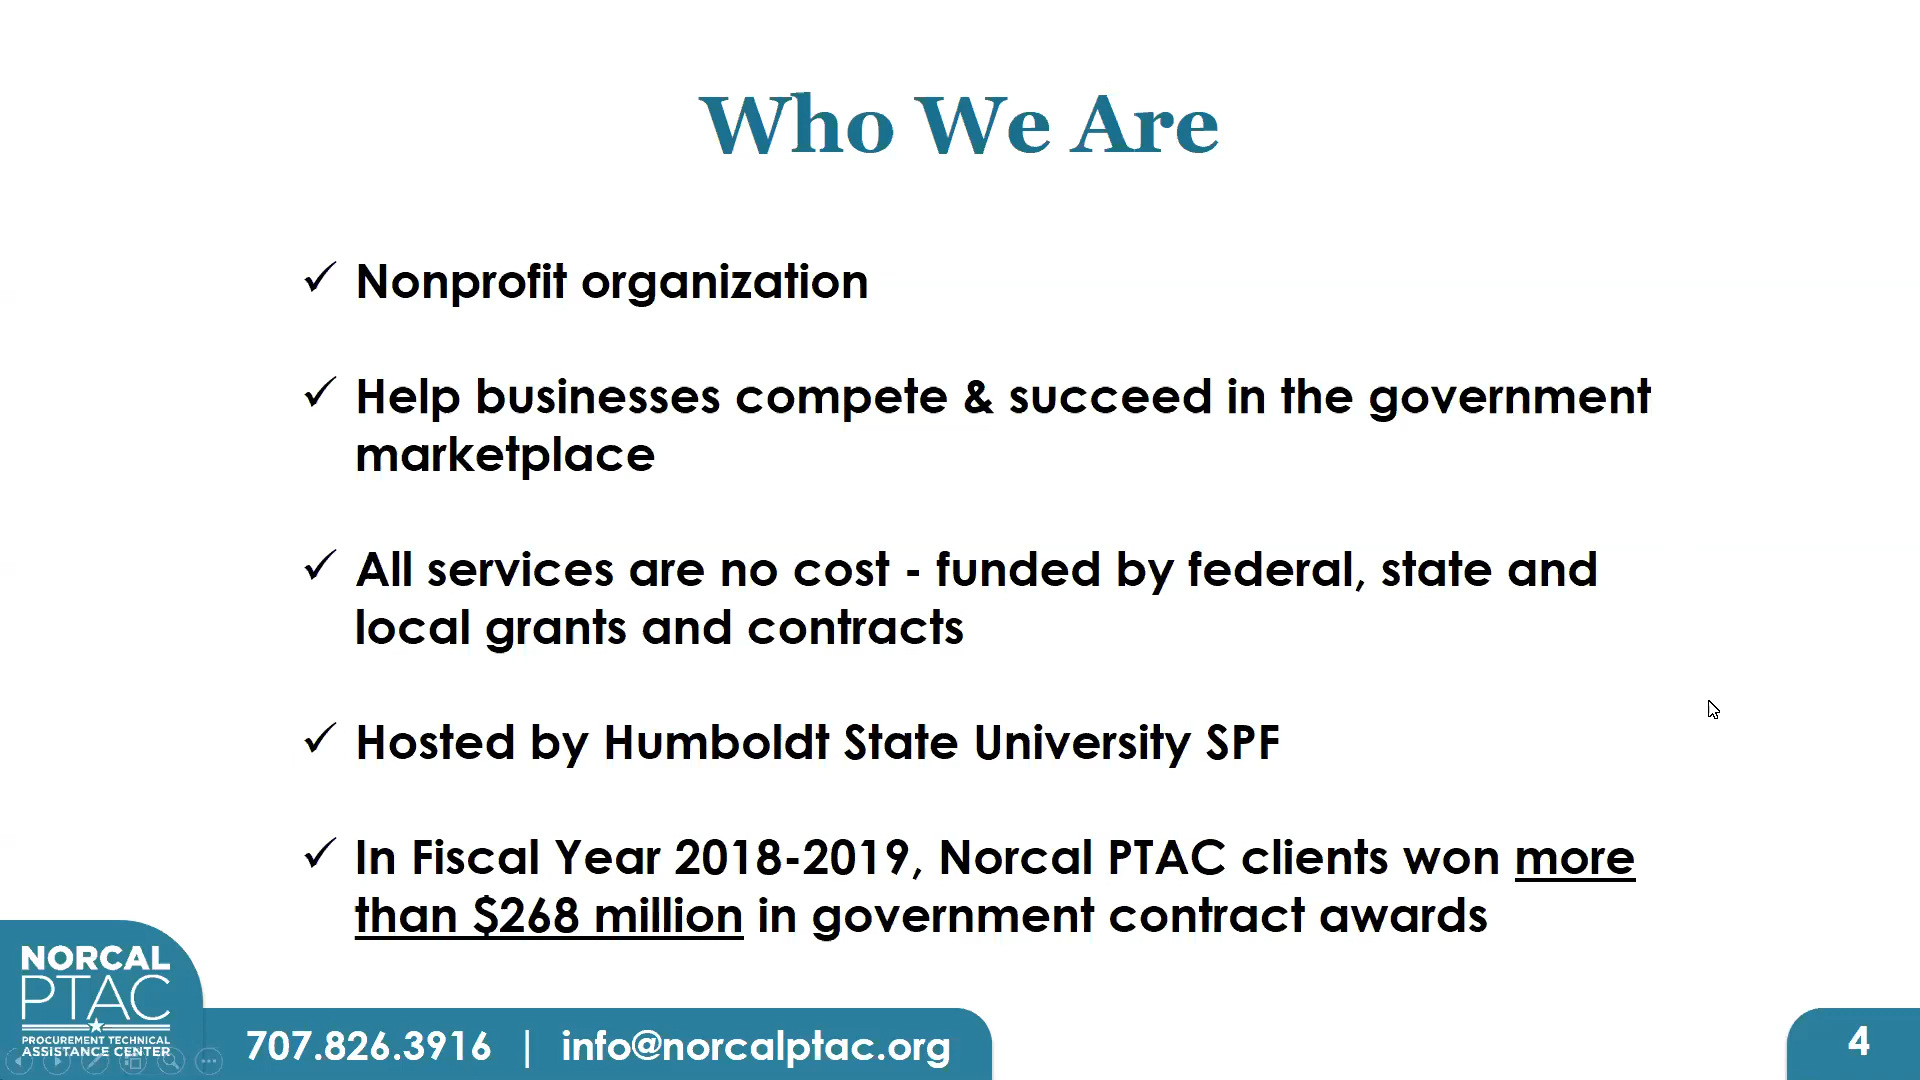 Who We Are
✓ Nonprofit organization
✓ Help businesses compete & succeed in the government
marketplace
✓ All services are no cost - funded by federal, state and
local grants and contracts
✓ Hosted by Humboldt State University SPF
✓ In Fiscal Year 2018-2019, Norcal PTAC clients won more
than $268 million in government contract awards
NORCAL
PTAC
PROCUREMENT TECHNICAL
ASSISTANCE CENTER
707.826.3916 | info@norcalptac.org
4